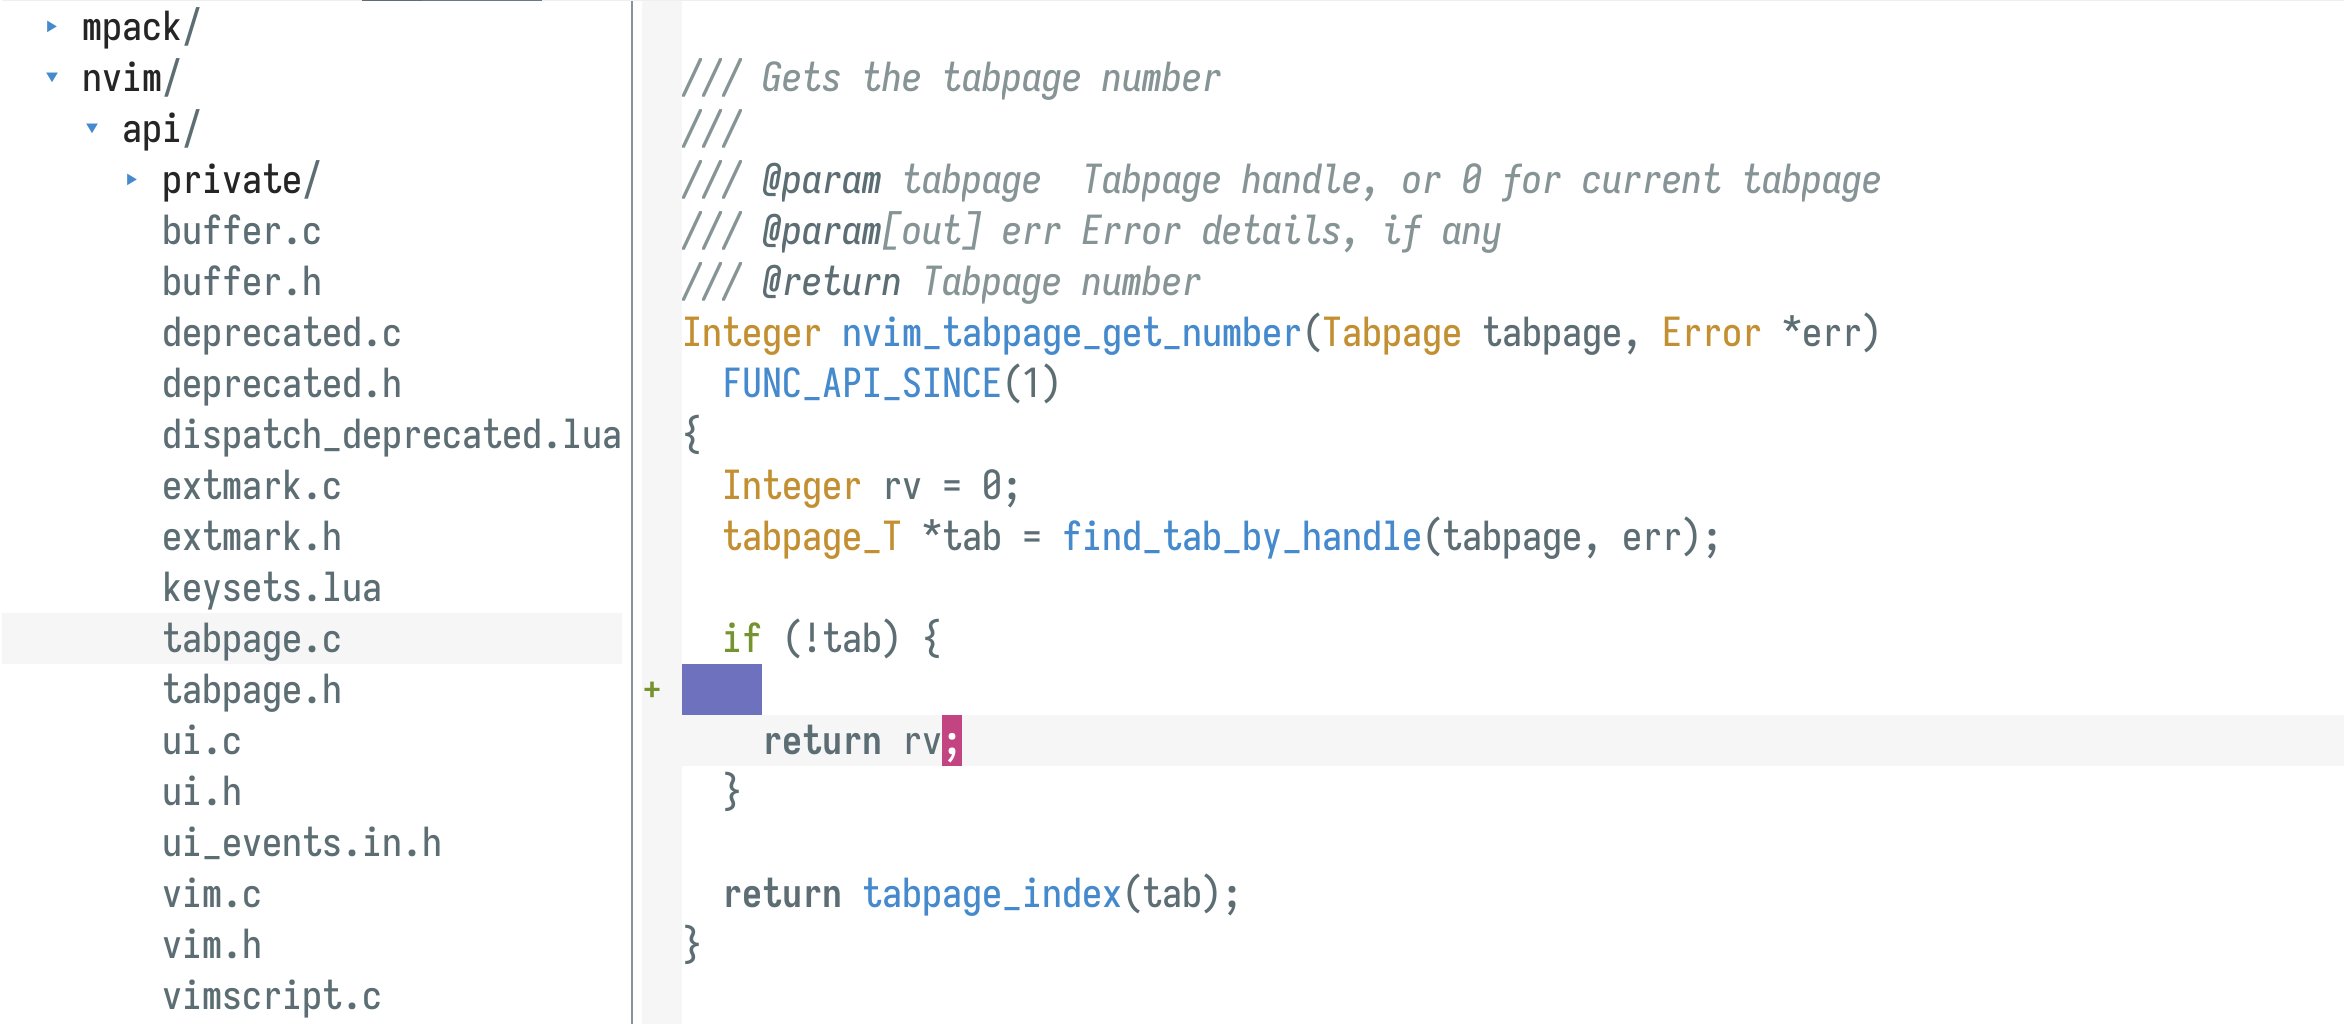 mpack/
nvim/
api/
private/
buffer.c
buffer.h
deprecated.c
deprecated.h
dispatch_deprecated.lua
extmark.c
extmark.h
keysets.lua
tabpage.c
tabpage.h
ui.c
ui.h
ui_events.in.h
vim.c
vim.h
vimscript.c
/// Gets the tabpage number
///
/// @param tabpage  Tabpage handle, or 0 for current tabpage
/// @param[out] err Error details, if any
/// @return Tabpage number
Integer nvim_tabpage_get_number(Tabpage tabpage, Error *err)
  FUNC_API_SINCE(1)
{
  Integer rv = 0;
  tabpage_T *tab = find_tab_by_handle(tabpage, err);
  if (!tab) {
+
    return rv;
  }
  return tabpage_index(tab);
}